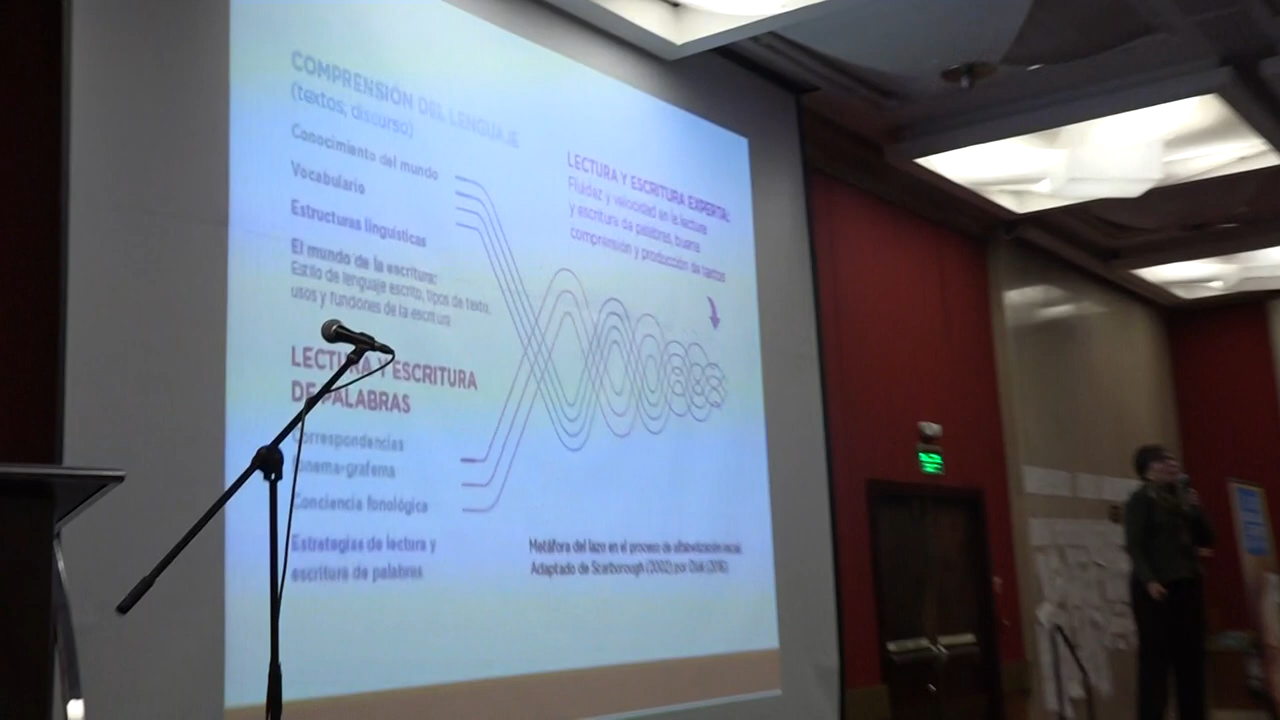 COMPRENSIÓN DEL LENGUAJE
(textos, discurso)
Conocimiento del mundo
Vocabulario
Estructuras linguísticas
El mundo de la escritura:
Estilo de lenguaje escrito, tipos de texto,
usos y funciones de la escritura
LECTURA Y ESCRITURA
DE PALABRAS
Correspondencias
fonema-grafema
Conciencia fonológica
Estrategias de lectura y
escritura de palabras
LECTURA Y ESCRITURA EXPERTA:
Fluidez y velocidad en la lectura
y escritura de palabras, buena
comprensión y producción de textos
Metáfora del lazo en el proceso de alfabetización inicial.
Adaptado de Scarborough (2002) por